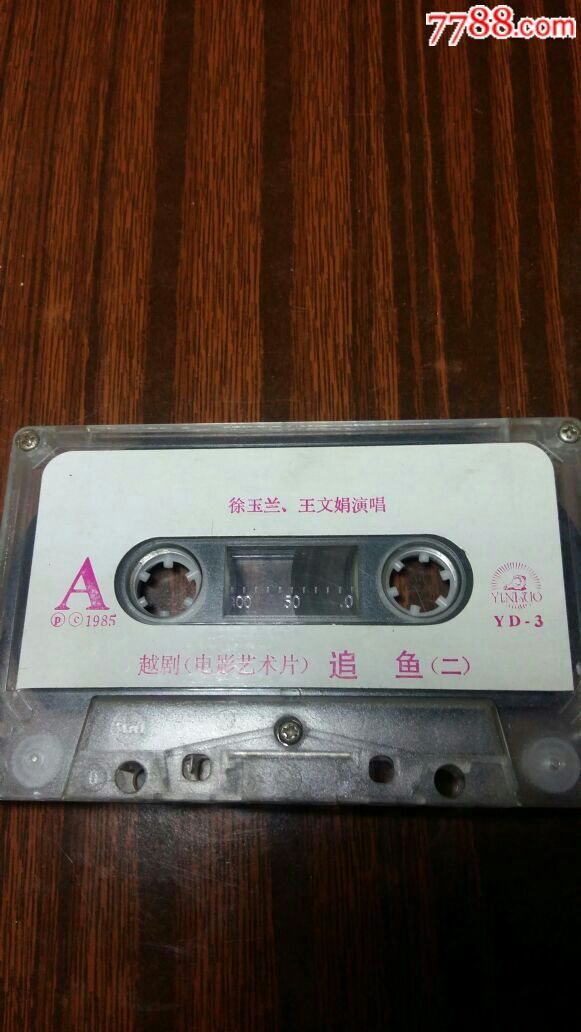 7788.com
徐玉兰、王文娟演唱
A
Ⓟ Ⓒ 1985
100 50 0
YD-3
越剧(电影艺术片) 追 鱼(二)